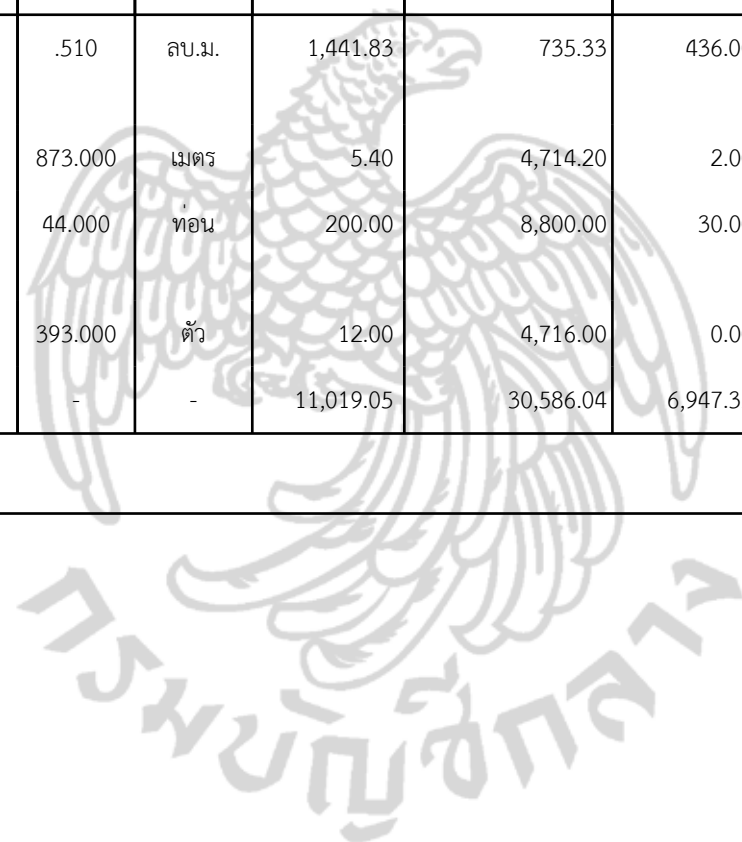 .510 ลบ.ม. 1,441.83 735.33 436.0
873.000 เมตร 5.40 4,714.20 2.0
44.000 ท่อน 200.00 8,800.00 30.0
393.000 ตัว 12.00 4,716.00 0.0
- - 11,019.05 30,586.04 6,947.3
กรมบัญชีกลาง